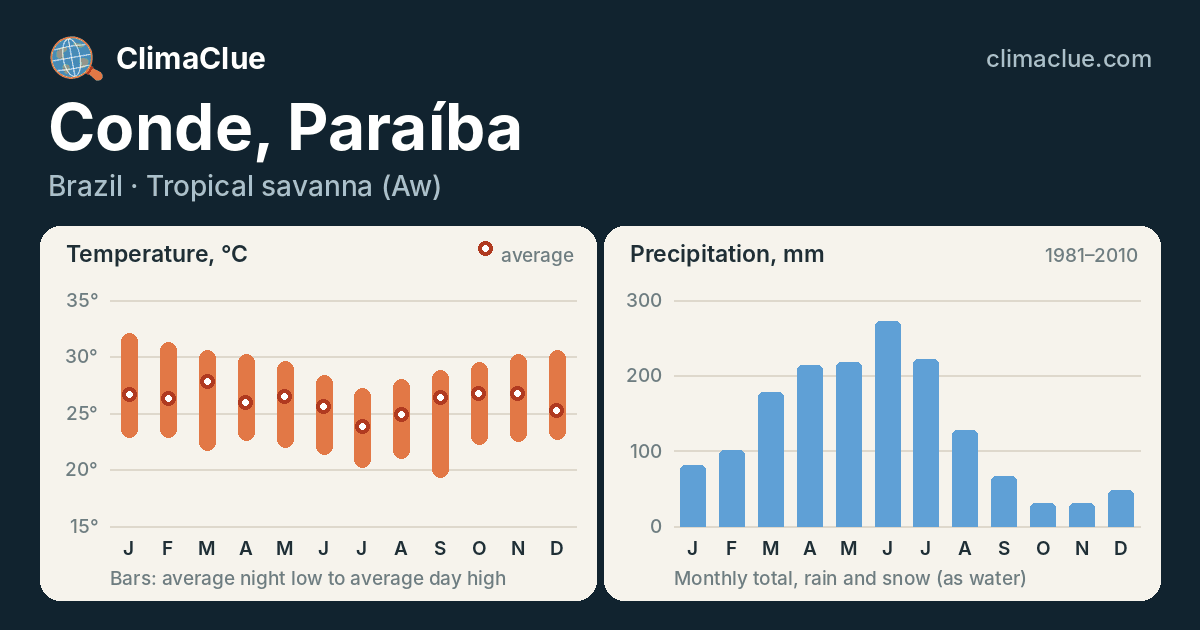 ClimaClue
climaclue.com
Conde, Paraíba
Brazil · Tropical savanna (Aw)
Temperature, °C
average
35°
30°
25°
20°
15°
J F M A M J J A S O N D
Bars: average night low to average day high
Precipitation, mm
1981–2010
300
200
100
0
J F M A M J J A S O N D
Monthly total, rain and snow (as water)